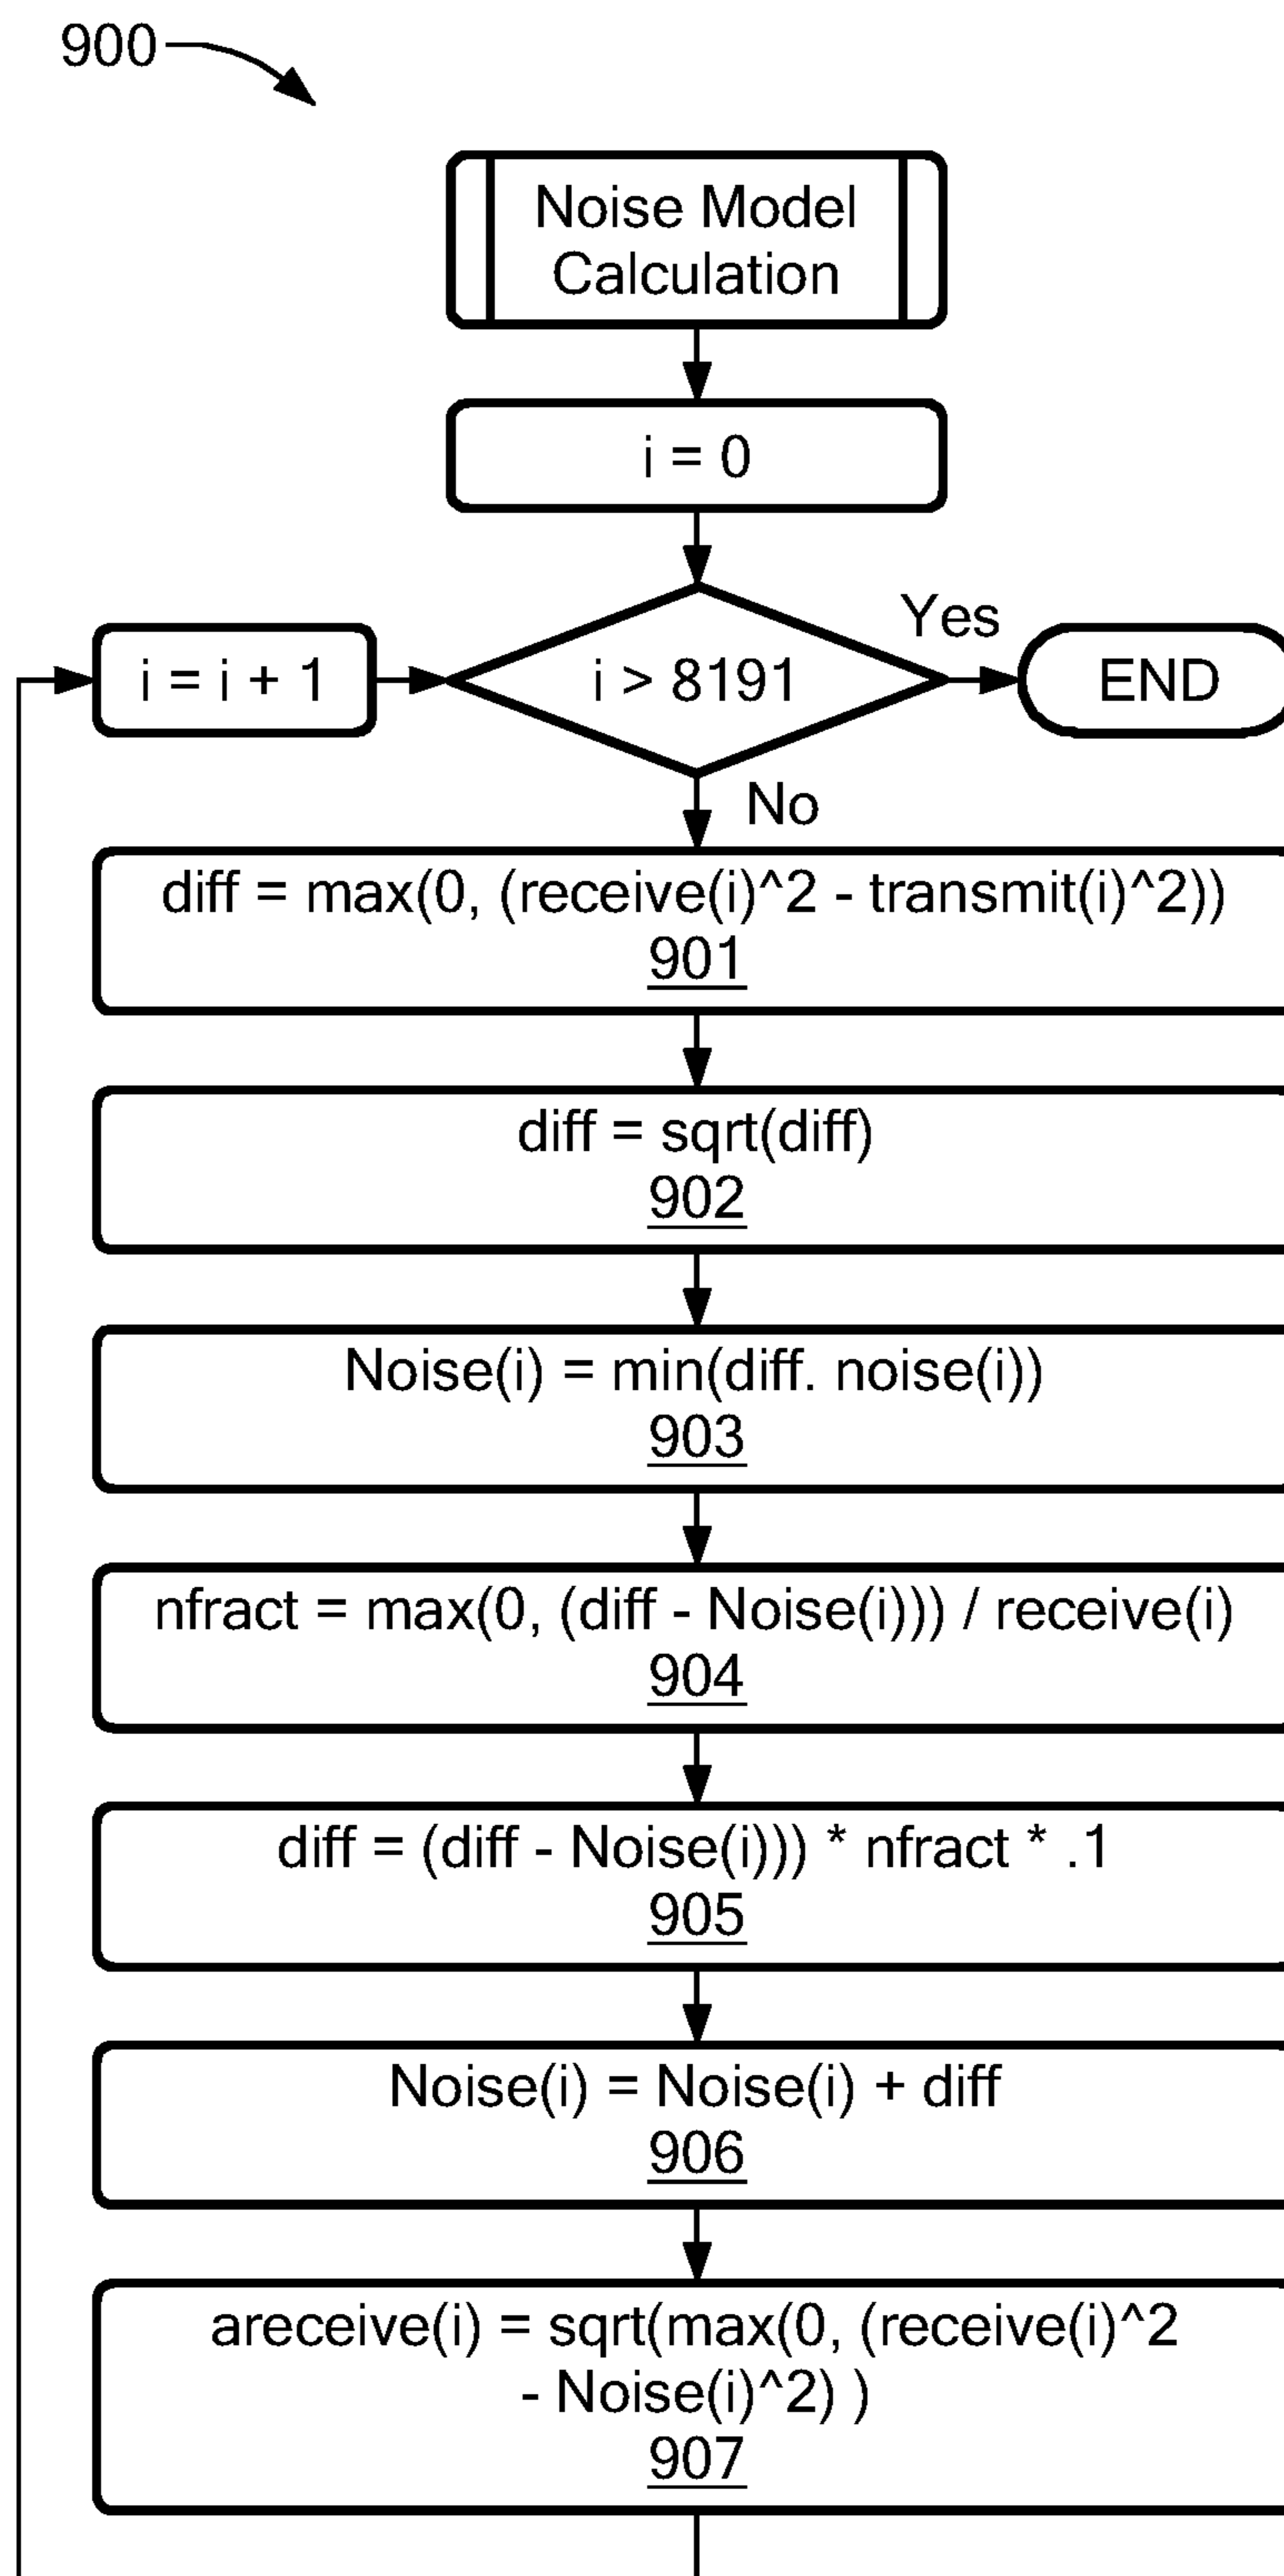 900
Noise Model
Calculation
i = 0
Yes
i = i + 1
i > 8191
END
No
diff = max(0, (receive(i)^2 - transmit(i)^2))
901
diff = sqrt(diff)
902
Noise(i) = min(diff. noise(i))
903
nfract = max(0, (diff - Noise(i))) / receive(i)
904
diff = (diff - Noise(i))) * nfract * .1
905
Noise(i) = Noise(i) + diff
906
areceive(i) = sqrt(max(0, (receive(i)^2
- Noise(i)^2) )
907